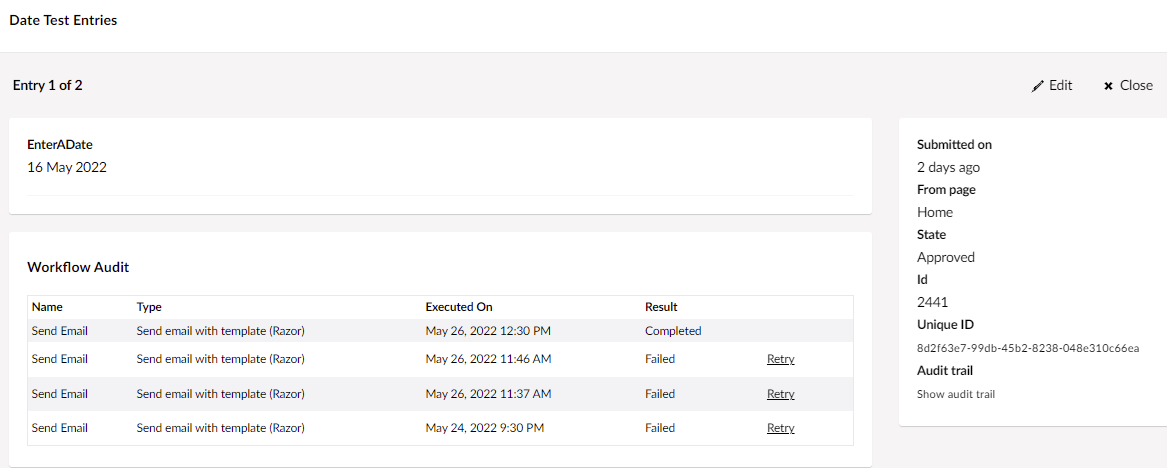 Date Test Entries
Entry 1 of 2
Edit
Close
EnterADate
16 May 2022
Workflow Audit
Name Type Executed On Result
Send Email Send email with template (Razor) May 26, 2022 12:30 PM Completed
Send Email Send email with template (Razor) May 26, 2022 11:46 AM Failed Retry
Send Email Send email with template (Razor) May 26, 2022 11:37 AM Failed Retry
Send Email Send email with template (Razor) May 24, 2022 9:30 PM Failed Retry
Submitted on
2 days ago
From page
Home
State
Approved
Id
2441
Unique ID
8d2f63e7-99db-45b2-8238-048e310c66ea
Audit trail
Show audit trail